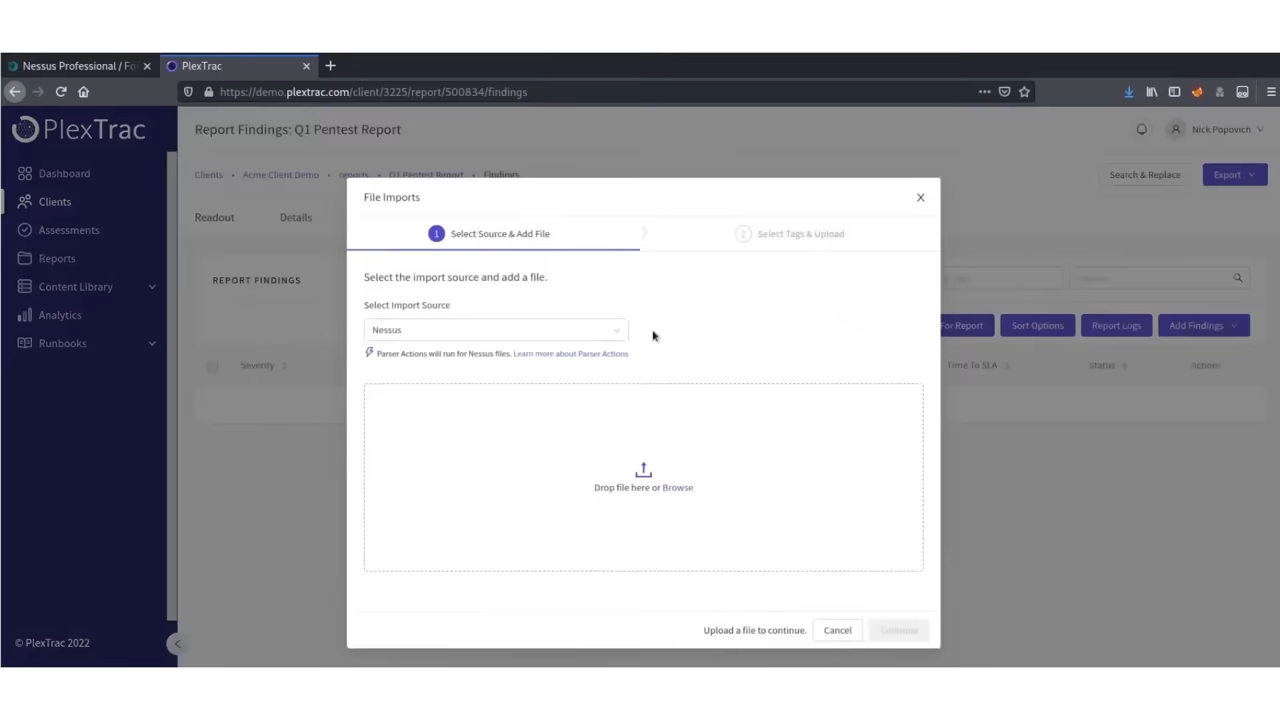 Nessus Professional / Fo
PlexTrac
https://demo.plextrac.com/client/3225/report/500834/findings
PlexTrac
Report Findings: Q1 Pentest Report
Nick Popovich
Dashboard
Clients
Assessments
Reports
Content Library
Analytics
Runbooks
© PlexTrac 2022
Clients • Acme Client Demo • reports • Q1 Pentest Report • Findings
Search & Replace
Export
Readout
Details
REPORT FINDINGS
For Report
Sort Options
Report Logs
Add Findings
Severity
Time To SLA
Status
Actions
File Imports
1 Select Source & Add File
2 Select Tags & Upload
Select the import source and add a file.
Select Import Source
Nessus
Parser Actions will run for Nessus files. Learn more about Parser Actions
Drop file here or Browse
Upload a file to continue.
Cancel
Continue